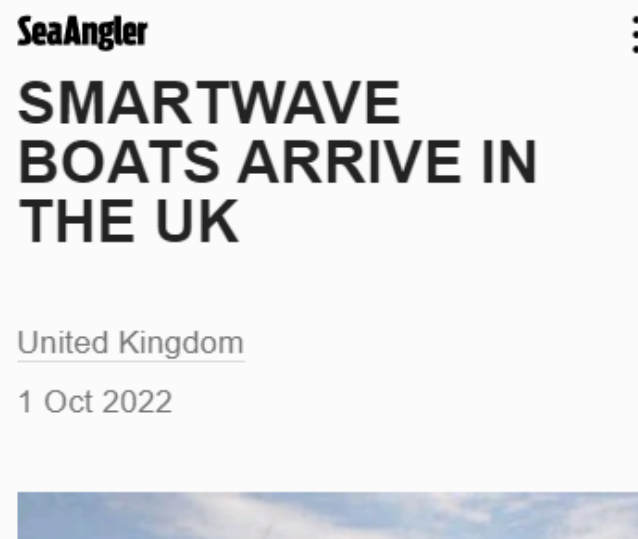 SeaAngler
SMARTWAVE
BOATS ARRIVE IN
THE UK
United Kingdom
1 Oct 2022